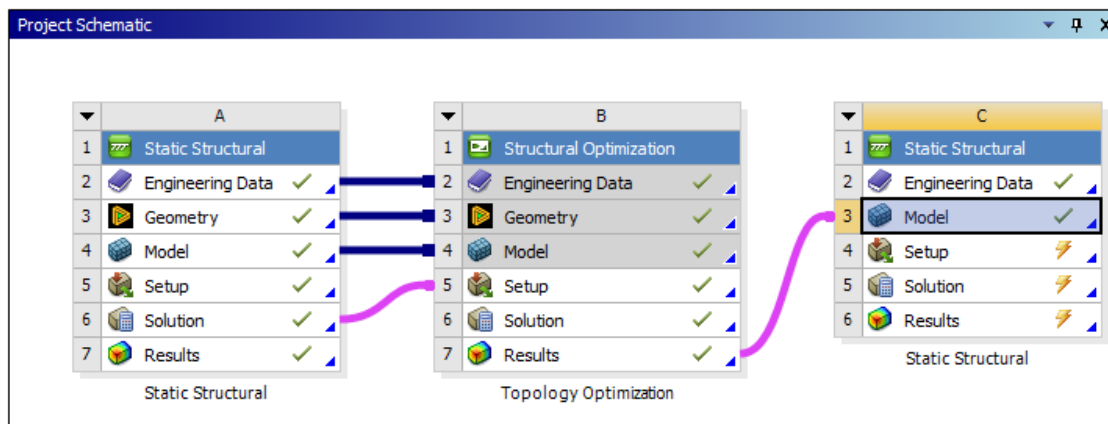 Project Schematic
A
1 Static Structural
2 Engineering Data
3 Geometry
4 Model
5 Setup
6 Solution
7 Results
Static Structural
B
1 Structural Optimization
2 Engineering Data
3 Geometry
4 Model
5 Setup
6 Solution
7 Results
Topology Optimization
C
1 Static Structural
2 Engineering Data
3 Model
4 Setup
5 Solution
6 Results
Static Structural